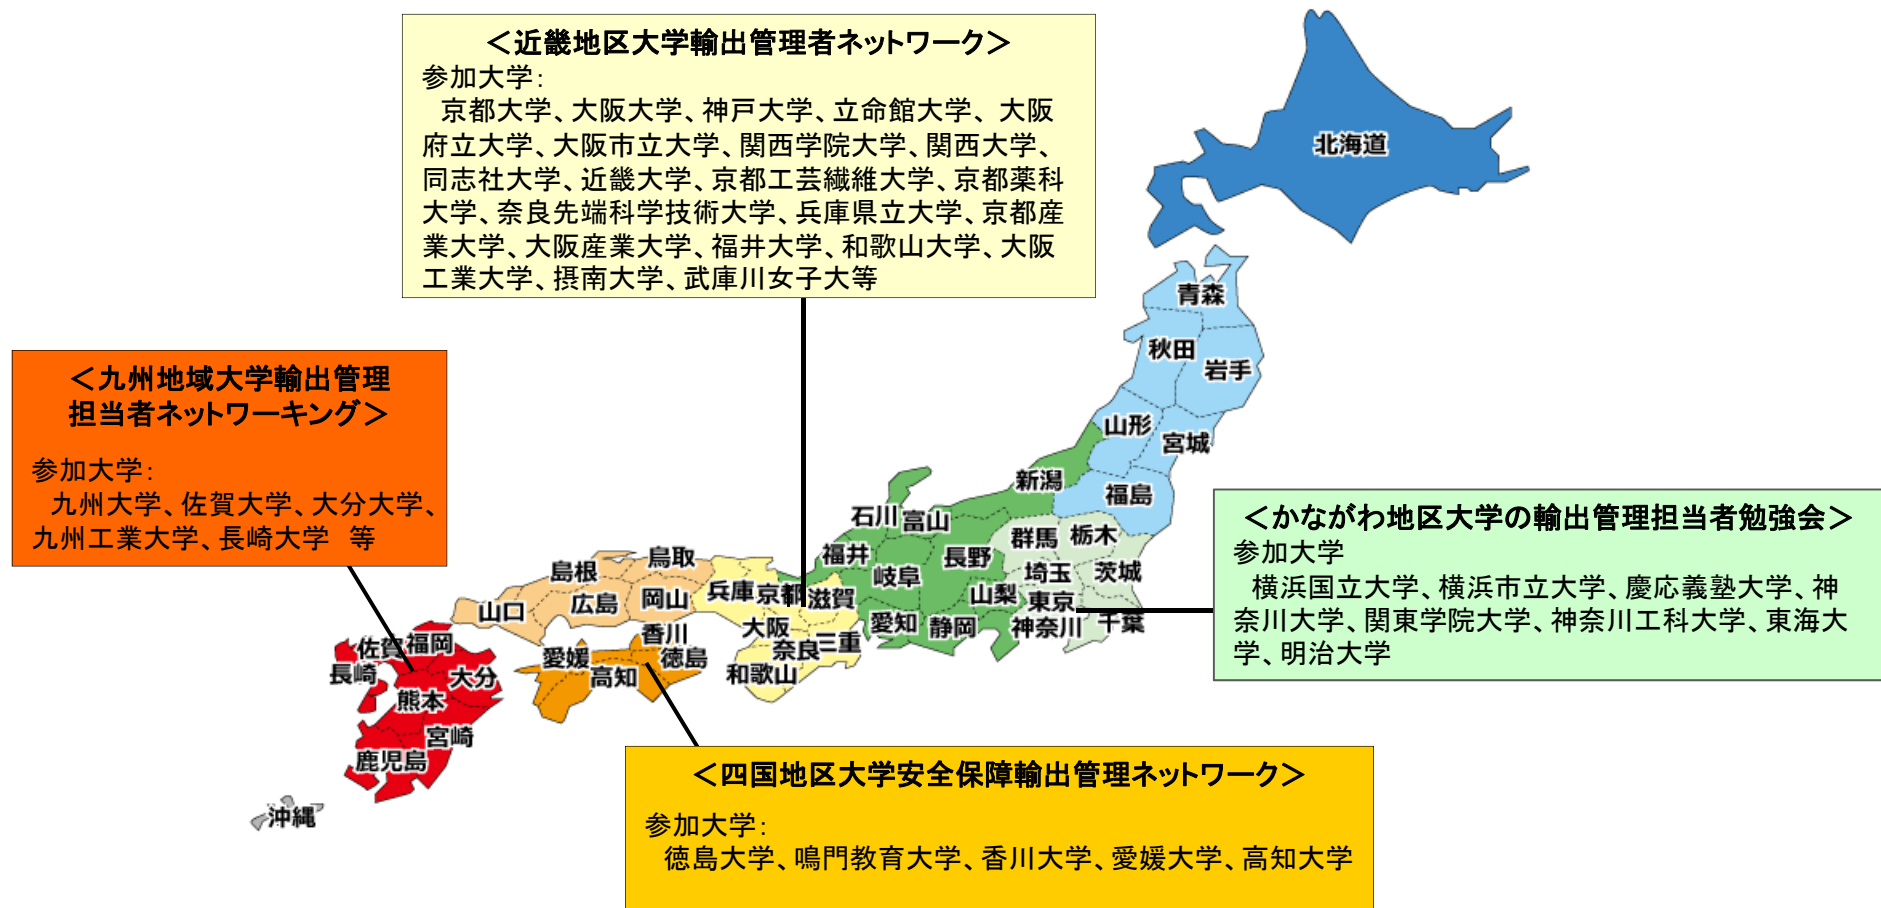 ＜近畿地区大学輸出管理者ネットワーク＞
参加大学：
京都大学、大阪大学、神戸大学、立命館大学、大阪
府立大学、大阪市立大学、関西学院大学、関西大学、
同志社大学、近畿大学、京都工芸繊維大学、京都薬科
大学、奈良先端科学技術大学、兵庫県立大学、京都産
業大学、大阪産業大学、福井大学、和歌山大学、大阪
工業大学、摂南大学、武庫川女子大等
＜九州地域大学輸出管理
担当者ネットワーキング＞
参加大学：
九州大学、佐賀大学、大分大学、
九州工業大学、長崎大学　等
＜かながわ地区大学の輸出管理担当者勉強会＞
参加大学
横浜国立大学、横浜市立大学、慶応義塾大学、神
奈川大学、関東学院大学、神奈川工科大学、東海大
学、明治大学
＜四国地区大学安全保障輸出管理ネットワーク＞
参加大学：
徳島大学、鳴門教育大学、香川大学、愛媛大学、高知大学
北海道
青森
秋田
岩手
山形
宮城
福島
新潟
石川
富山
福井
長野
岐阜
山梨
愛知
静岡
群馬
栃木
埼玉
茨城
東京
神奈川
千葉
兵庫
京都
滋賀
大阪
奈良
三重
和歌山
鳥取
島根
岡山
広島
山口
香川
徳島
愛媛
高知
福岡
佐賀
長崎
大分
熊本
宮崎
鹿児島
沖縄